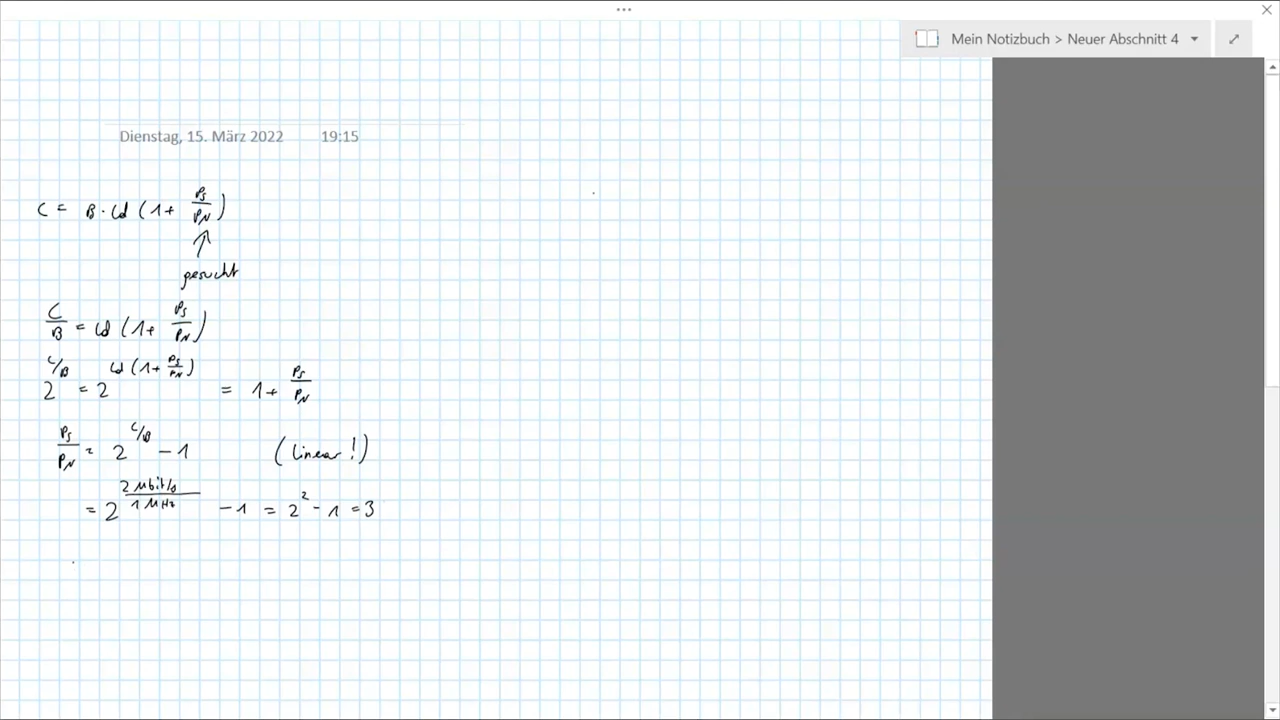 Mein Notizbuch > Neuer Abschnitt 4
Dienstag, 15. März 2022 19:15
C = B · ld (1 + PS/PN)
gesucht
C/B = ld (1 + PS/PN)
2^(C/B) = 2^(ld (1 + PS/PN)) = 1 + PS/PN
PS/PN = 2^(C/B) − 1 (linear!)
= 2^(2 Mbit/s / 1 MHz) − 1 = 2^2 − 1 = 3